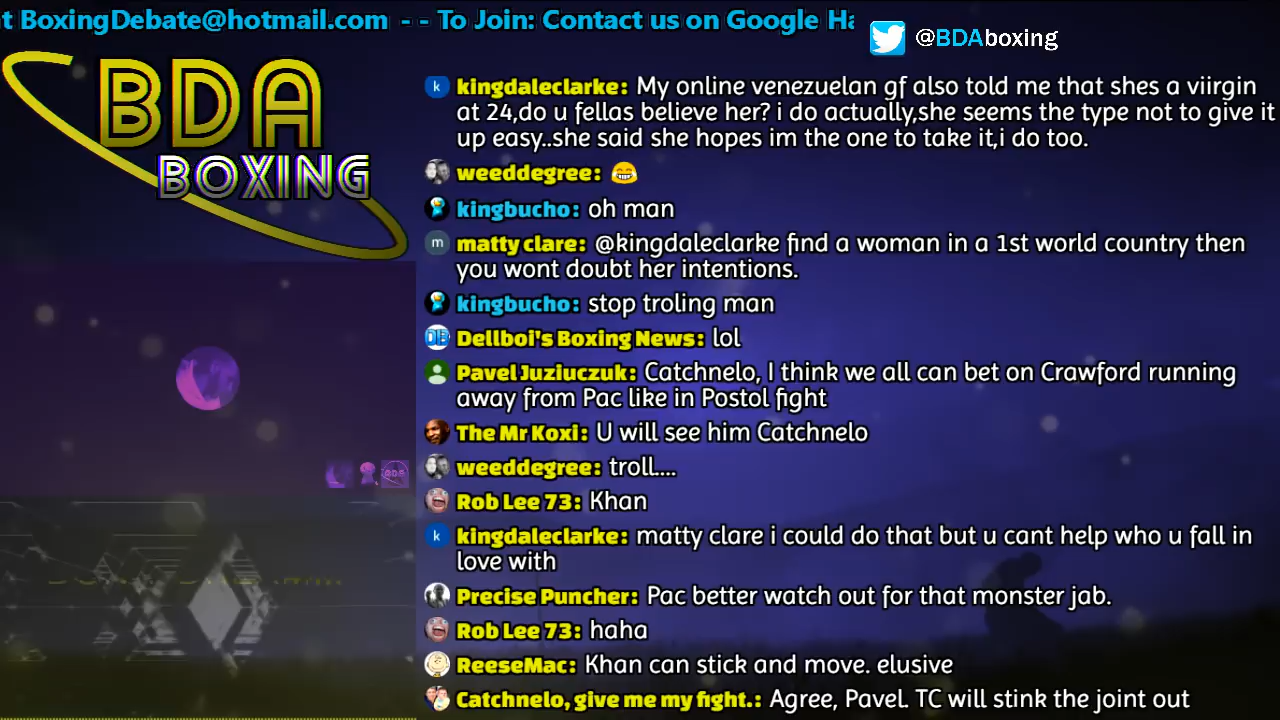 t BoxingDebate@hotmail.com - - To Join: Contact us on Google Ha
@BDAboxing
BDA
BOXING
k kingdaleclarke: My online venezuelan gf also told me that shes a viirgin
at 24,do u fellas believe her? i do actually,she seems the type not to give it
up easy..she said she hopes im the one to take it,i do too.
weeddegree: 😁
kingbucho: oh man
m matty clare: @kingdaleclarke find a woman in a 1st world country then
you wont doubt her intentions.
kingbucho: stop troling man
DB Dellboi's Boxing News: lol
Pavel Juziuczuk: Catchnelo, I think we all can bet on Crawford running
away from Pac like in Postol fight
The Mr Koxi: U will see him Catchnelo
weeddegree: troll....
Rob Lee 73: Khan
k kingdaleclarke: matty clare i could do that but u cant help who u fall in
love with
Precise Puncher: Pac better watch out for that monster jab.
Rob Lee 73: haha
ReeseMac: Khan can stick and move. elusive
Catchnelo, give me my fight.: Agree, Pavel. TC will stink the joint out
BDA